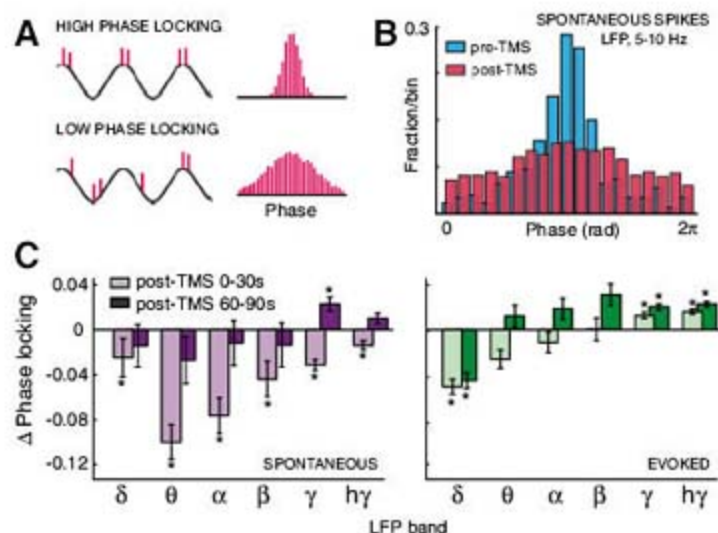 A
HIGH PHASE LOCKING
LOW PHASE LOCKING
Phase
B
SPONTANEOUS SPIKES
LFP, 5-10 Hz
pre-TMS
post-TMS
0.3
Fraction/bin
0
Phase (rad)
2π
C
post-TMS 0-30s
post-TMS 60-90s
0.04
0
-0.04
-0.08
-0.12
Δ Phase locking
* * * * * * *
SPONTANEOUS
δ θ α β γ hγ
* * * * * *
EVOKED
δ θ α β γ hγ
LFP band